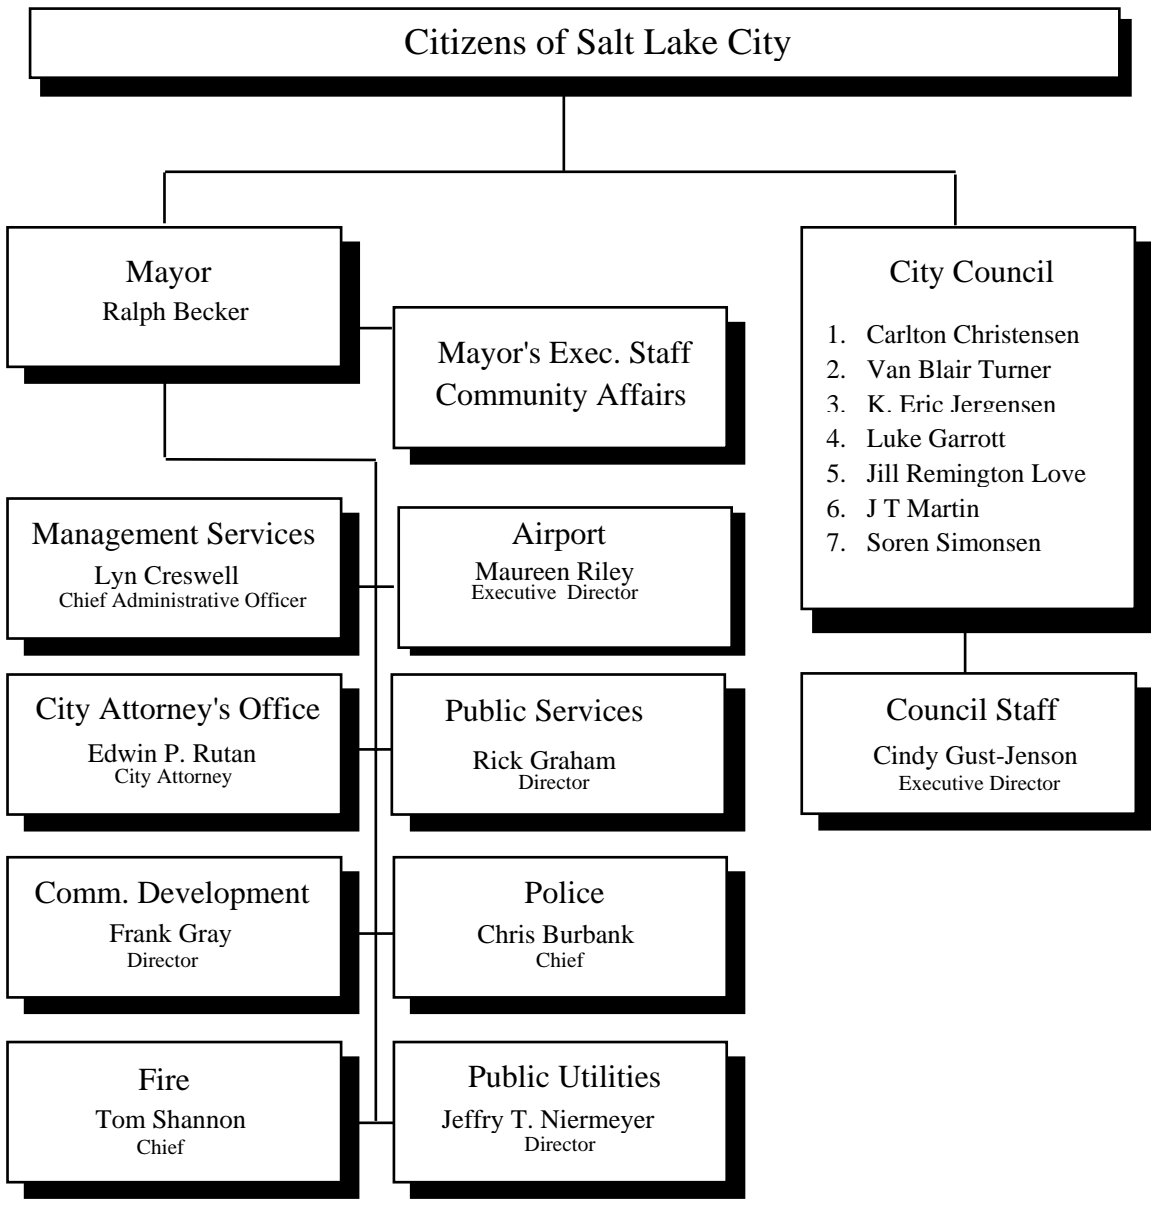 Citizens of Salt Lake City
Mayor
Ralph Becker
Mayor's Exec. Staff
Community Affairs
City Council
1. Carlton Christensen
2. Van Blair Turner
3. K. Eric Jergensen
4. Luke Garrott
5. Jill Remington Love
6. J T Martin
7. Soren Simonsen
Management Services
Lyn Creswell
Chief Administrative Officer
Airport
Maureen Riley
Executive Director
City Attorney's Office
Edwin P. Rutan
City Attorney
Public Services
Rick Graham
Director
Council Staff
Cindy Gust-Jenson
Executive Director
Comm. Development
Frank Gray
Director
Police
Chris Burbank
Chief
Fire
Tom Shannon
Chief
Public Utilities
Jeffry T. Niermeyer
Director